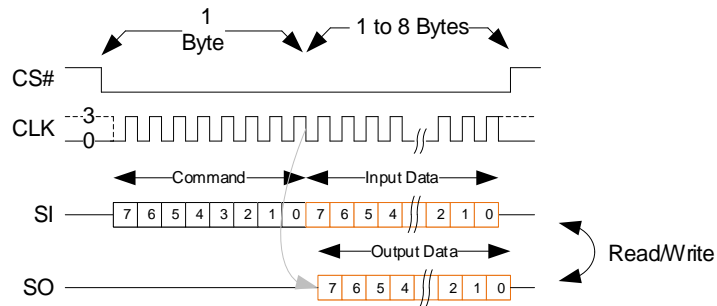 1
Byte
1 to 8 Bytes
CS#
CLK
3
0
Command
Input Data
SI
7 6 5 4 3 2 1 0 7 6 5 4 2 1 0
Output Data
Read/Write
SO
7 6 5 4 2 1 0